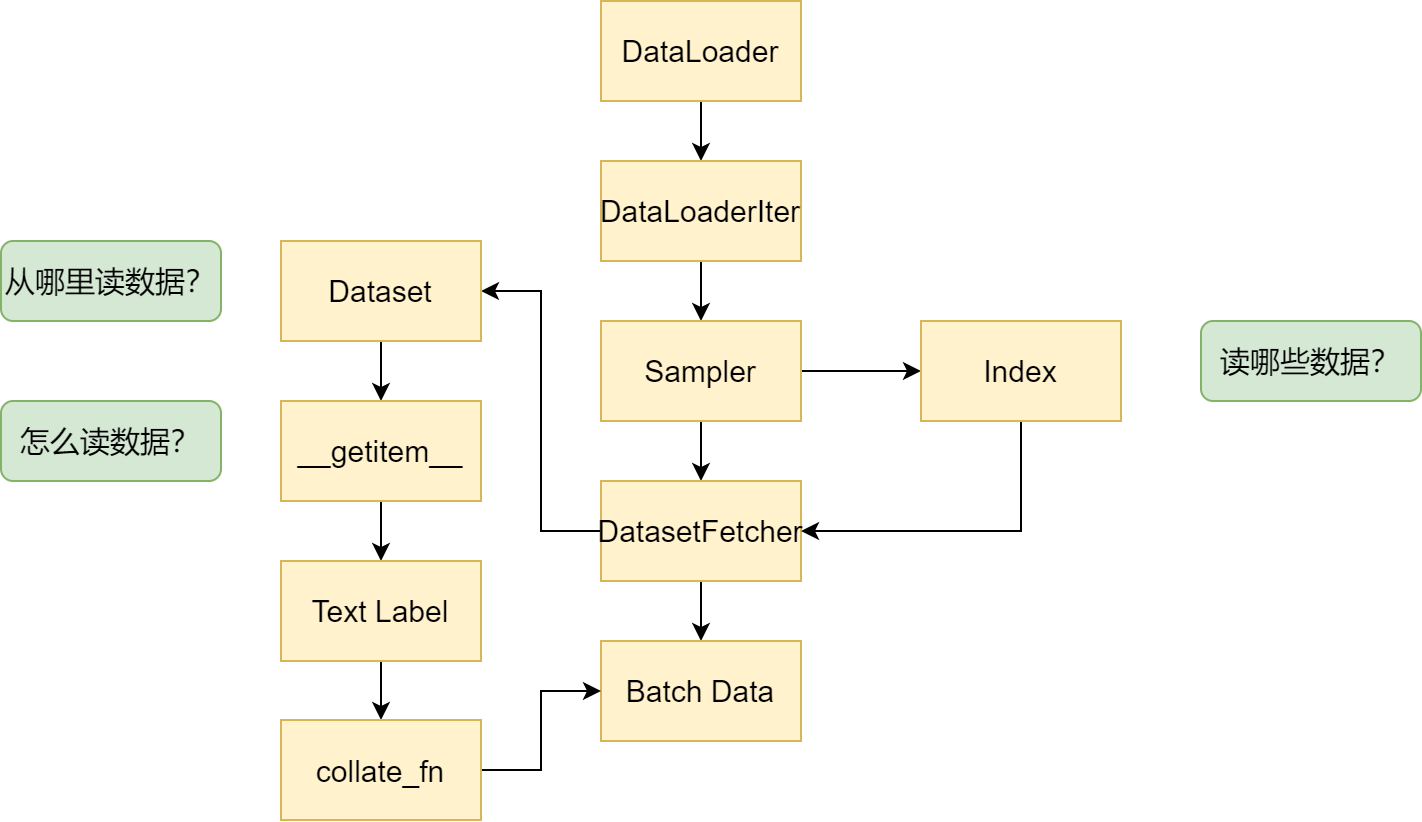 DataLoader
DataLoaderIter
从哪里读数据？
Dataset
Sampler
Index
读哪些数据？
怎么读数据？
__getitem__
DatasetFetcher
Text Label
Batch Data
collate_fn